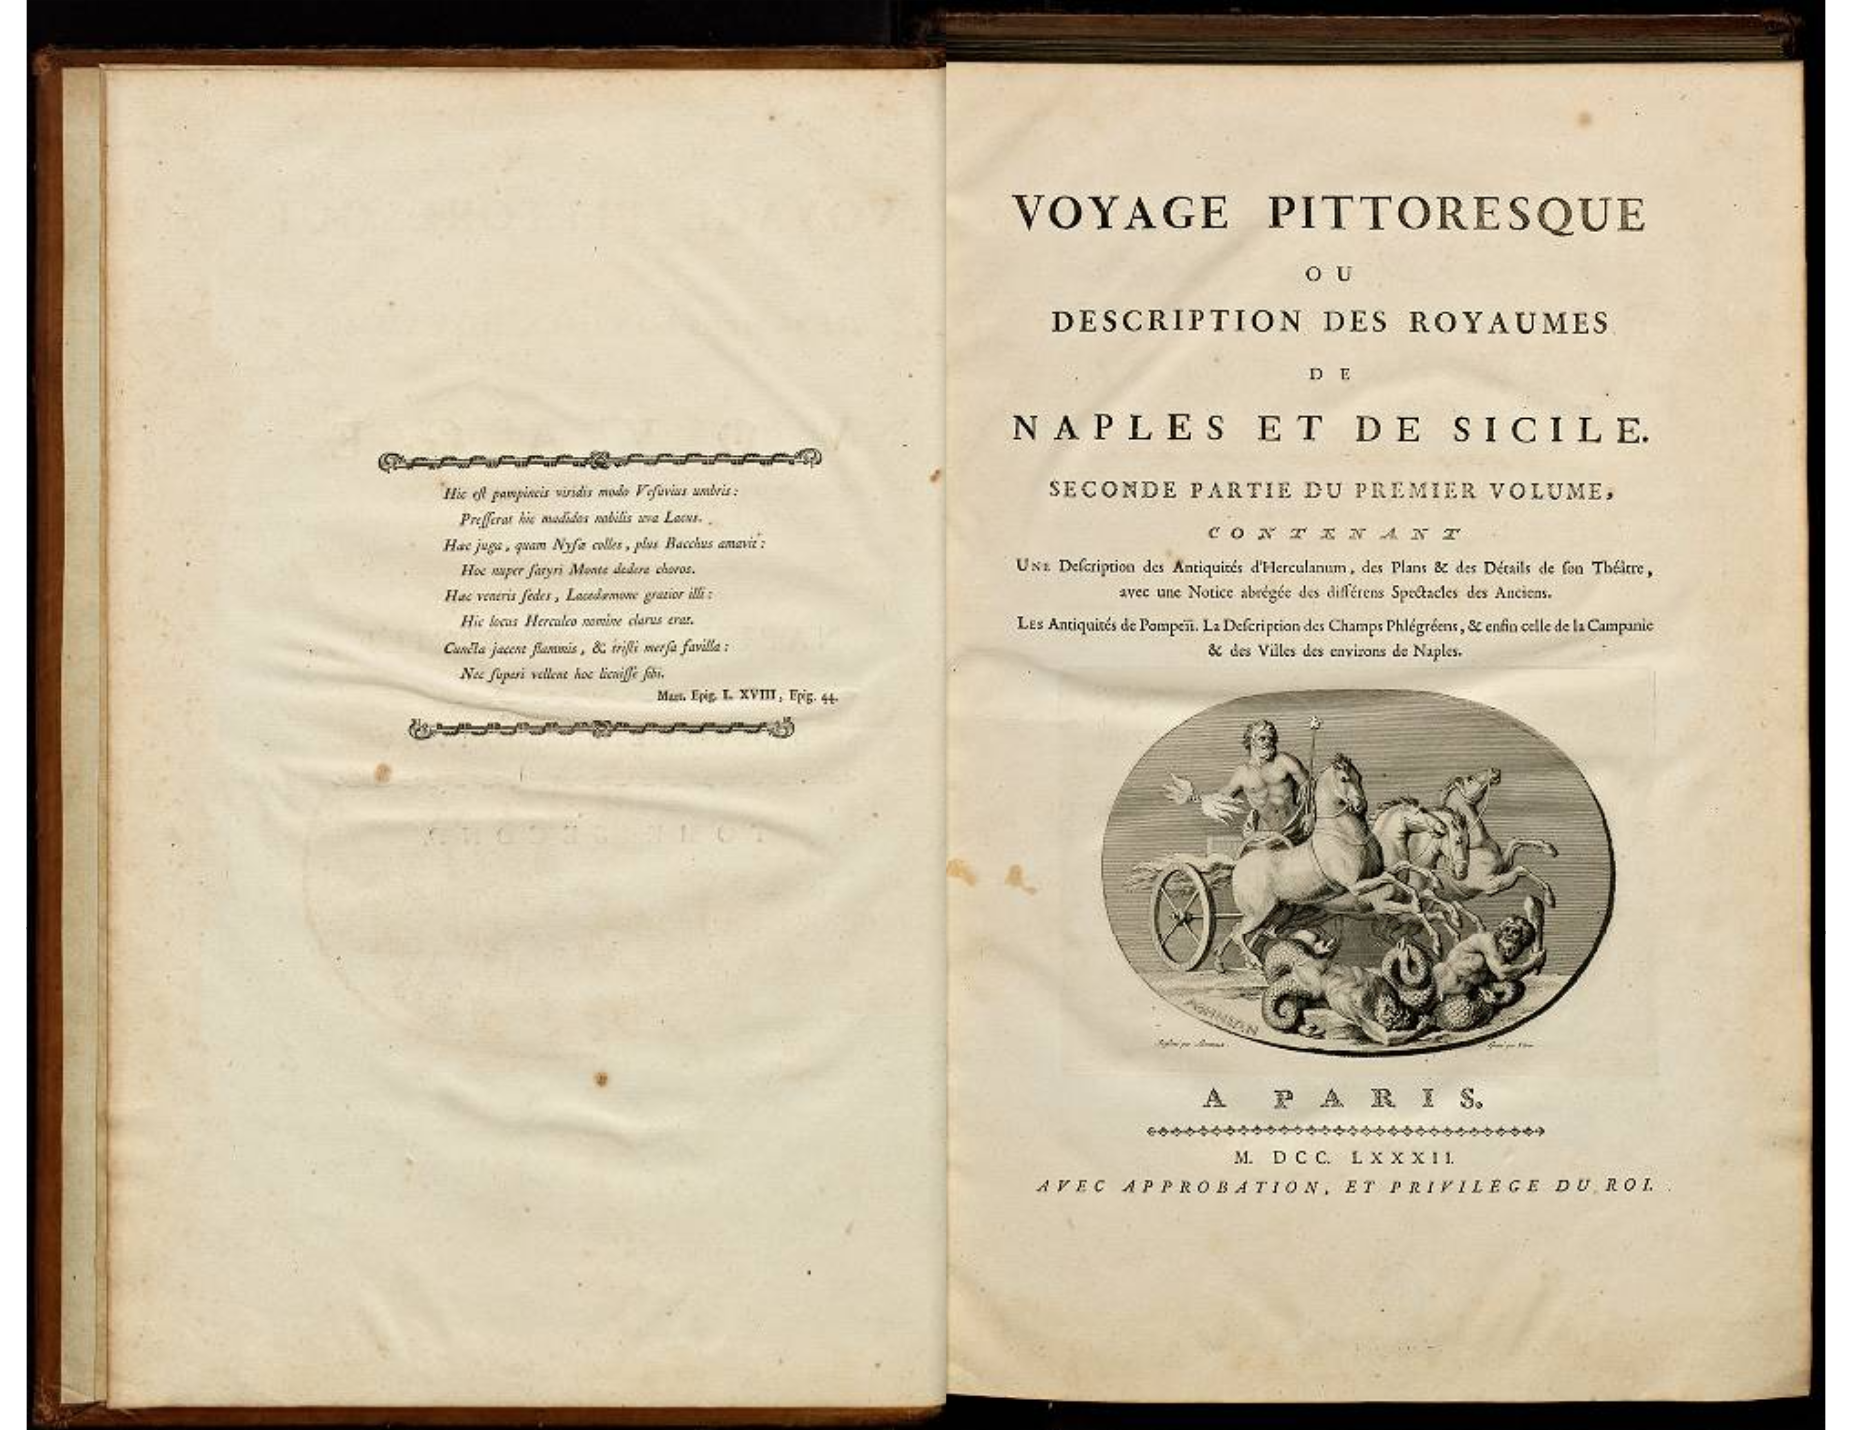 Hic eſt pampineis viridis modo Veſuvius umbris :
Preſſerat hic madidos nobilis uva Lacus.
Hæc juga, quam Nyſæ colles, plus Bacchus amavit :
Hoc nuper ſatyri Monte dedere choros.
Hæc veneris ſedes, Lacedæmone gratior illi :
Hic locus Herculeo nomine clarus erat.
Cuncta jacent flammis, & triſti merſa favilla :
Nec ſuperi vellent hoc licuiſſe ſibi.
Mart. Epig. L. XVIII, Epig. 44.
TOME SECOND
VOYAGE PITTORESQUE
OU
DESCRIPTION DES ROYAUMES
DE
NAPLES ET DE SICILE.
SECONDE PARTIE DU PREMIER VOLUME,
CONTENANT
UNE Deſcription des Antiquités d'Herculanum, des Plans & des Détails de ſon Théâtre,
avec une Notice abrégée des différens Spectacles des Anciens.
LES Antiquités de Pompeïi. La Deſcription des Champs Phlégréens, & enfin celle de la Campanie
& des Villes des environs de Naples.
ΑΘΗΝΙΩΝ
A PARIS.
M. DCC. LXXXII.
AVEC APPROBATION, ET PRIVILEGE DU ROI.